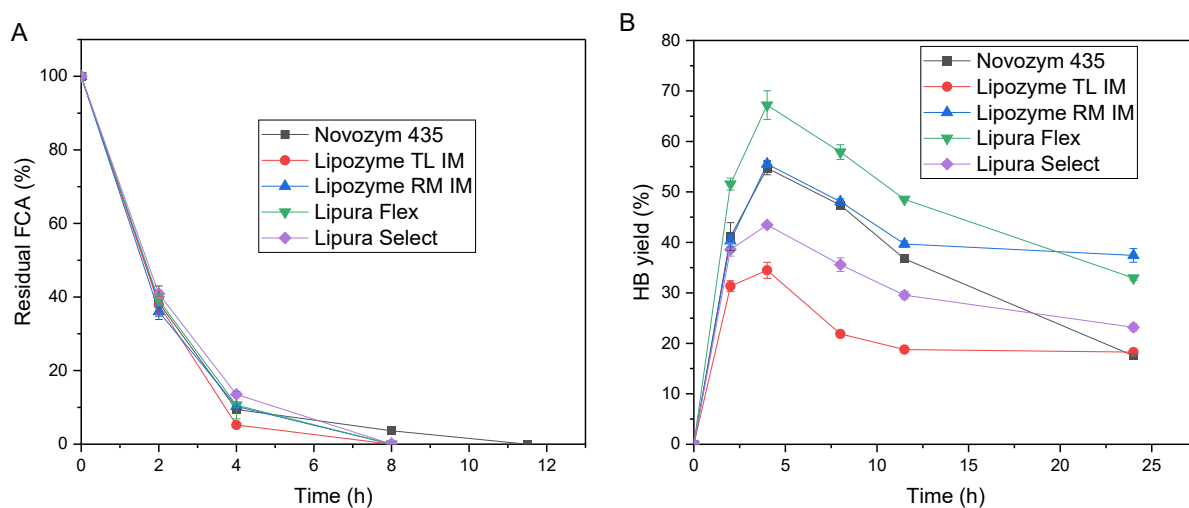 A
Residual FCA (%)
100
80
60
40
20
0
0
2
4
6
8
10
12
Time (h)
Novozym 435
Lipozyme TL IM
Lipozyme RM IM
Lipura Flex
Lipura Select
B
HB yield (%)
80
70
60
50
40
30
20
10
0
0
5
10
15
20
25
Time (h)
Novozym 435
Lipozyme TL IM
Lipozyme RM IM
Lipura Flex
Lipura Select